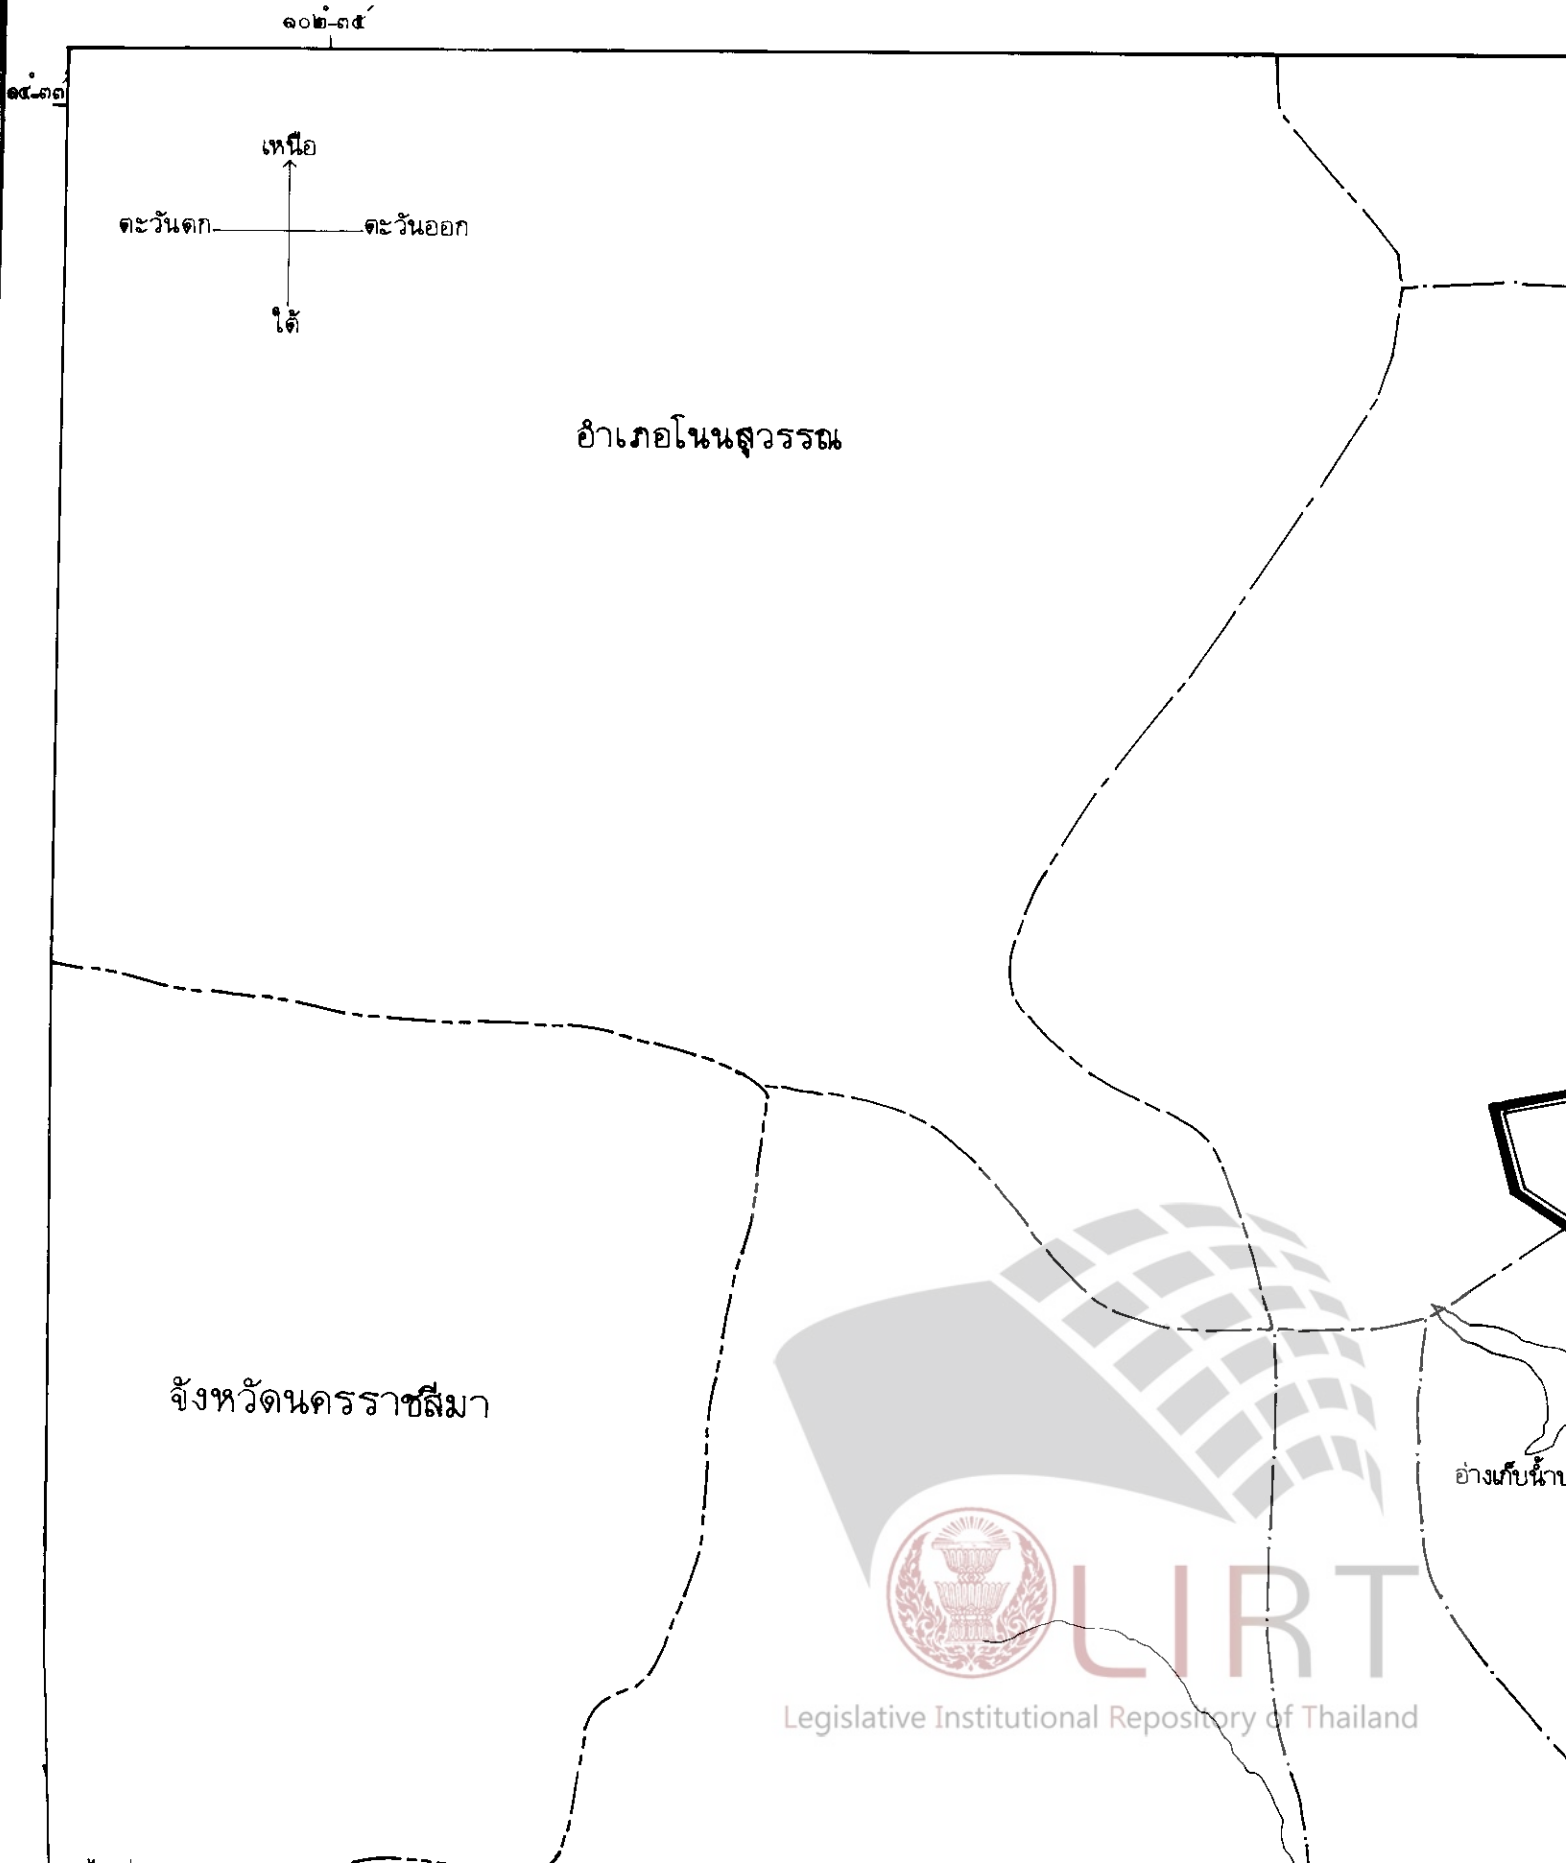 ๑๐๒°-๓๕′
๑๔°-๓๓′
เหนือ
ตะวันตก
ตะวันออก
ใต้
อำเภอโนนสุวรรณ
จังหวัดนครราชสีมา
อ่างเก็บน้ำ
LIRT
Legislative Institutional Repository of Thailand